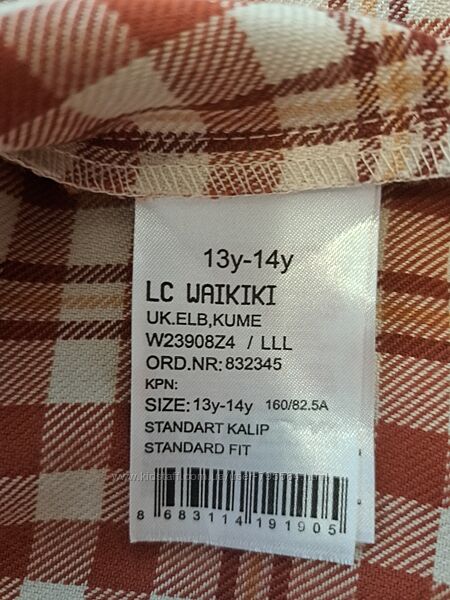 13y-14y
LC WAIKIKI
UK.ELB,KUME
W23908Z4 / LLL
ORD.NR: 832345
KPN:
SIZE: 13y-14y 160/82.5A
STANDART KALIP
STANDARD FIT
8 683114 191905